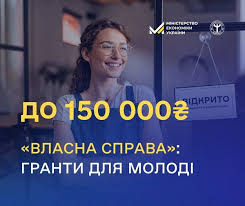 МІНІСТЕРСТВО
ЕКОНОМІКИ
УКРАЇНИ
ВІДКРИТО
ДО 150 000₴
«ВЛАСНА СПРАВА»:
ГРАНТИ ДЛЯ МОЛОДІ